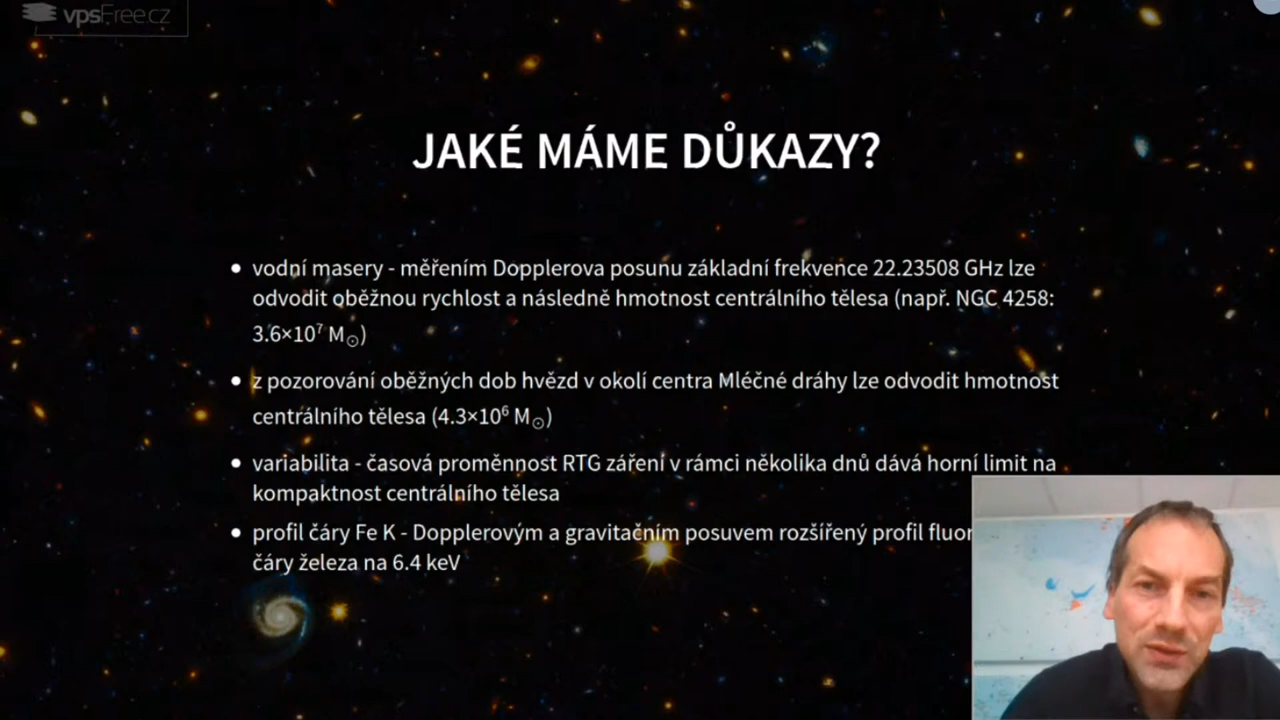 vpsFree.cz
JAKÉ MÁME DŮKAZY?
• vodní masery - měřením Dopplerova posunu základní frekvence 22.23508 GHz lze
odvodit oběžnou rychlost a následně hmotnost centrálního tělesa (např. NGC 4258:
3.6×10⁷ M☉)
• z pozorování oběžných dob hvězd v okolí centra Mléčné dráhy lze odvodit hmotnost
centrálního tělesa (4.3×10⁶ M☉)
• variabilita - časová proměnnost RTG záření v rámci několika dnů dává horní limit na
kompaktnost centrálního tělesa
• profil čáry Fe K - Dopplerovým a gravitačním posuvem rozšířený profil
čáry železa na 6.4 keV